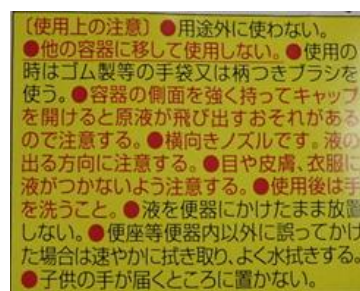 〔使用上の注意〕●用途外に使わない。
●他の容器に移して使用しない。●使用の
時はゴム製等の手袋又は柄つきブラシを
使う。●容器の側面を強く持ってキャップ
を開けると原液が飛び出すおそれがある
ので注意する。●横向きノズルです。液の
出る方向に注意する。●目や皮膚、衣服に
液がつかないよう注意する。●使用後は手
を洗うこと。●液を便器にかけたまま放置
しない。●便座等便器内以外に誤ってかけ
た場合は速やかに拭き取り、よく水拭きする。
●子供の手が届くところに置かない。